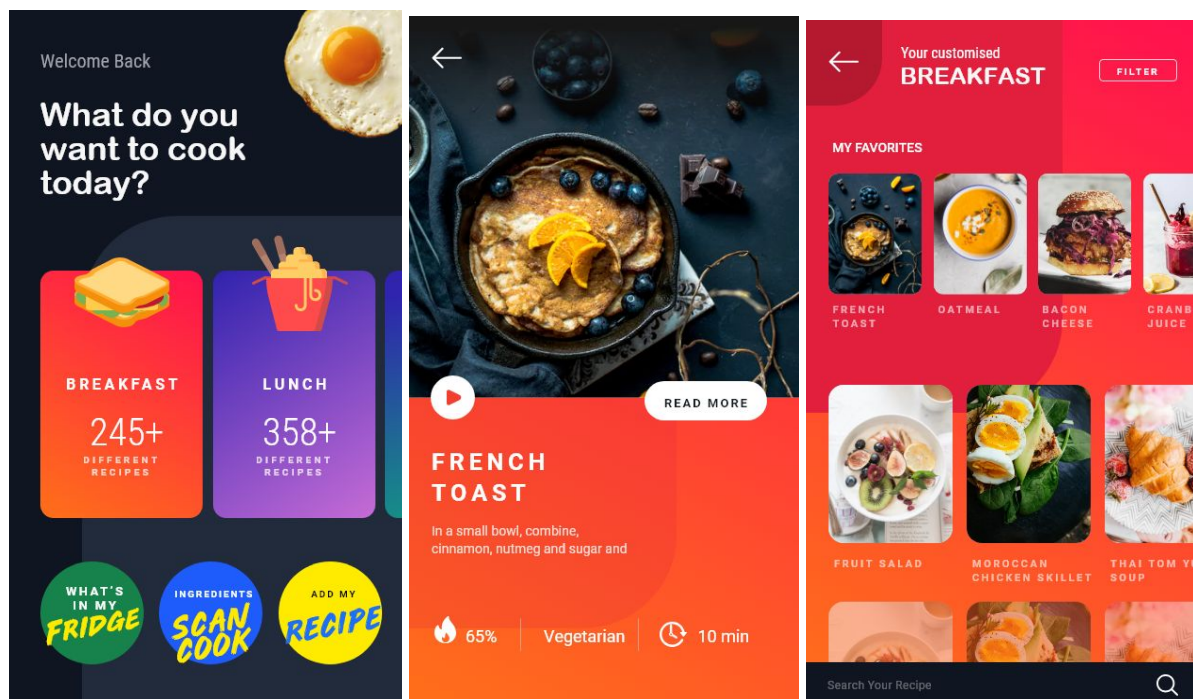 Welcome Back
What do you
want to cook
today?
BREAKFAST
245+
DIFFERENT
RECIPES
LUNCH
358+
DIFFERENT
RECIPES
WHAT'S
IN MY
FRIDGE
INGREDIENTS
SCAN
COOK
ADD MY
RECIPE
READ MORE
FRENCH
TOAST
In a small bowl, combine,
cinnamon, nutmeg and sugar and
65%
Vegetarian
10 min
Your customised
BREAKFAST
FILTER
MY FAVORITES
FRENCH
TOAST
OATMEAL
BACON
CHEESE
CRANB
JUICE
FRUIT SALAD
MOROCCAN
CHICKEN SKILLET
THAI TOM YU
SOUP
Search Your Recipe